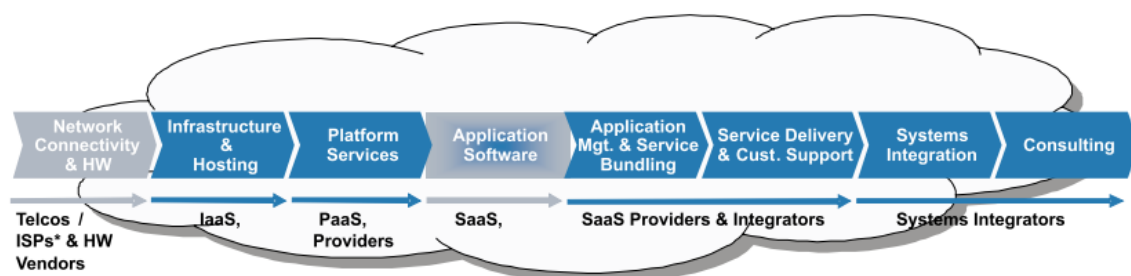 Network
Connectivity
& HW
Infrastructure
&
Hosting
Platform
Services
Application
Software
Application
Mgt. & Service
Bundling
Service Delivery
& Cust. Support
Systems
Integration
Consulting
Telcos /
ISPs* & HW
Vendors
IaaS,
PaaS,
Providers
SaaS,
SaaS Providers & Integrators
Systems Integrators